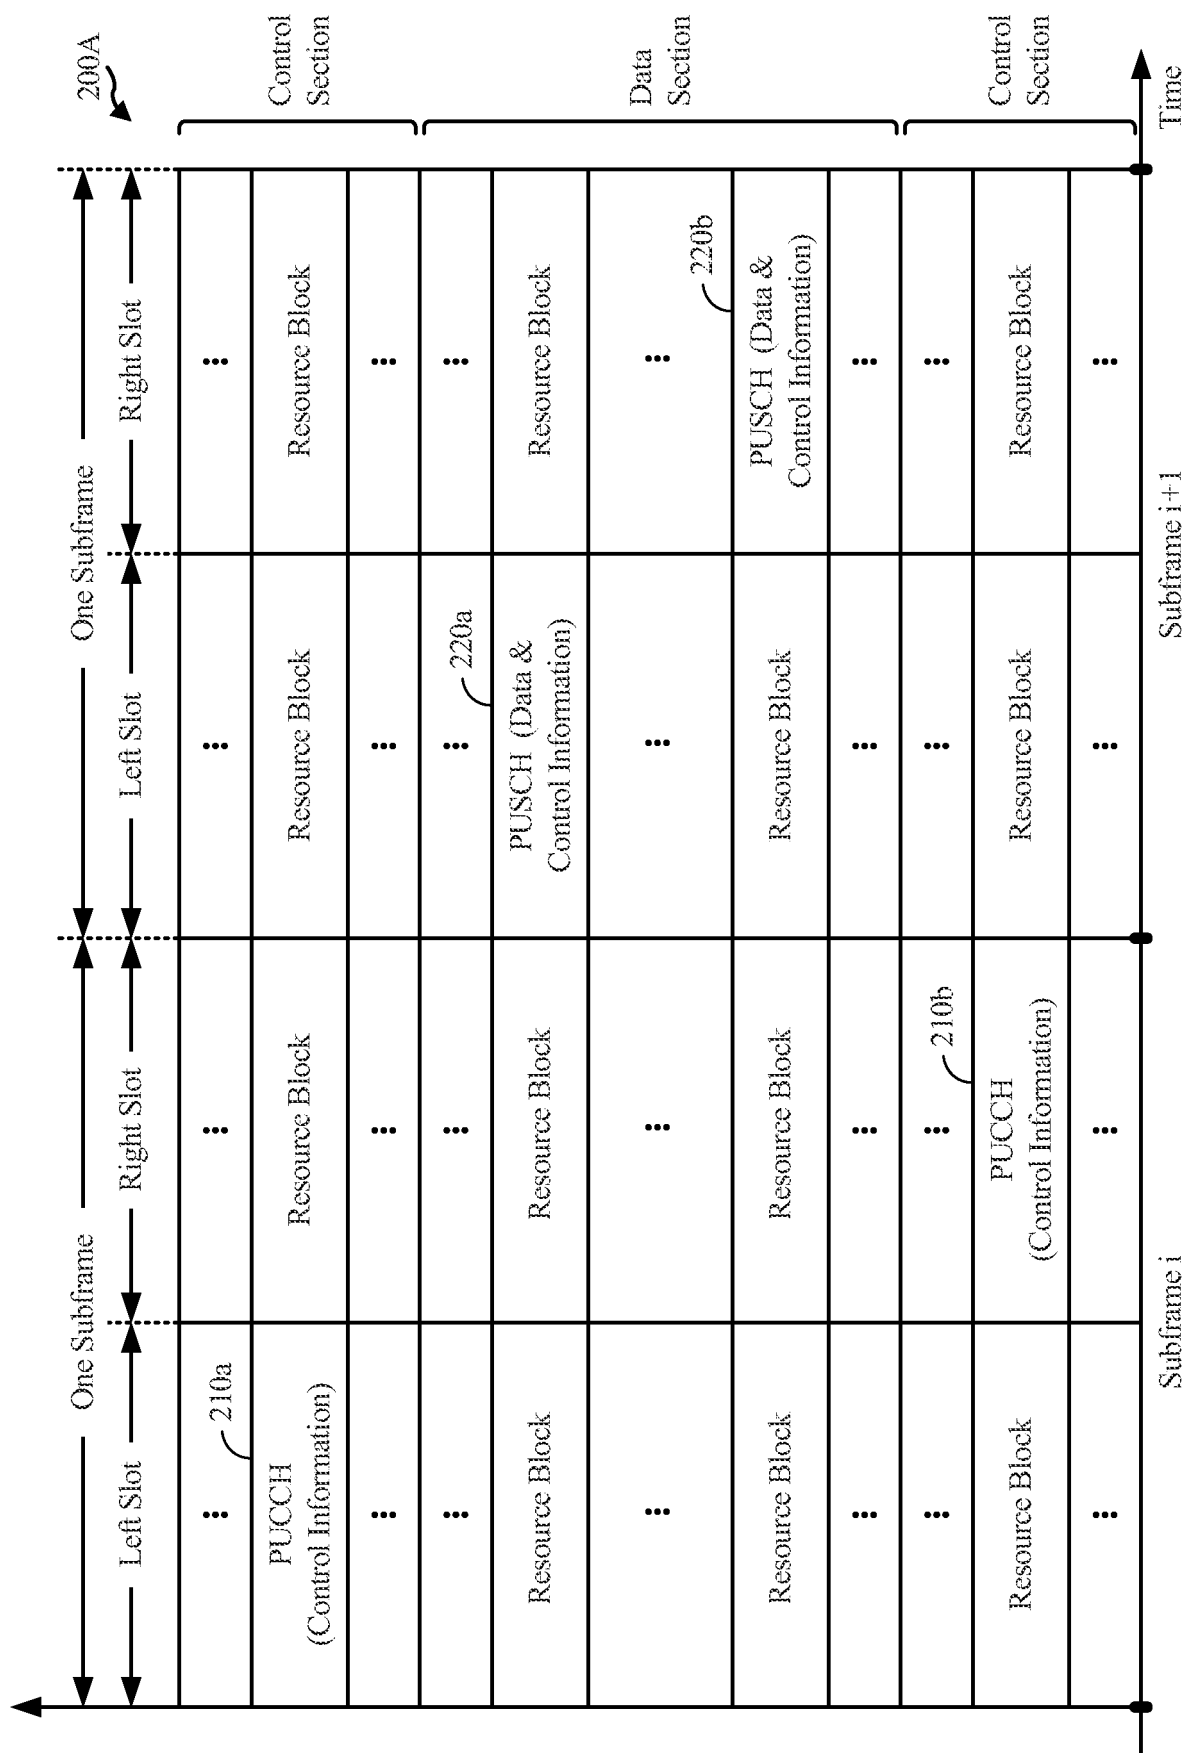 200A
One Subframe
One Subframe
Left Slot
Right Slot
Left Slot
Right Slot
...
...
...
...
210a
PUCCH
(Control Information)
Resource Block
Resource Block
Resource Block
Control
Section
...
...
...
...
...
...
...
...
220a
Resource Block
Resource Block
PUSCH (Data &
Control Information)
Resource Block
...
...
...
...
Data
Section
220b
Resource Block
Resource Block
Resource Block
PUSCH (Data &
Control Information)
...
...
...
...
...
...
...
...
210b
Resource Block
PUCCH
(Control Information)
Resource Block
Resource Block
Control
Section
...
...
...
...
Subframe i
Subframe i+1
Time